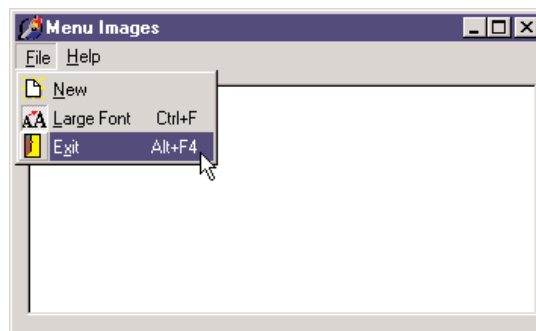 Menu Images
File Help
New
Large Font Ctrl+F
Exit Alt+F4